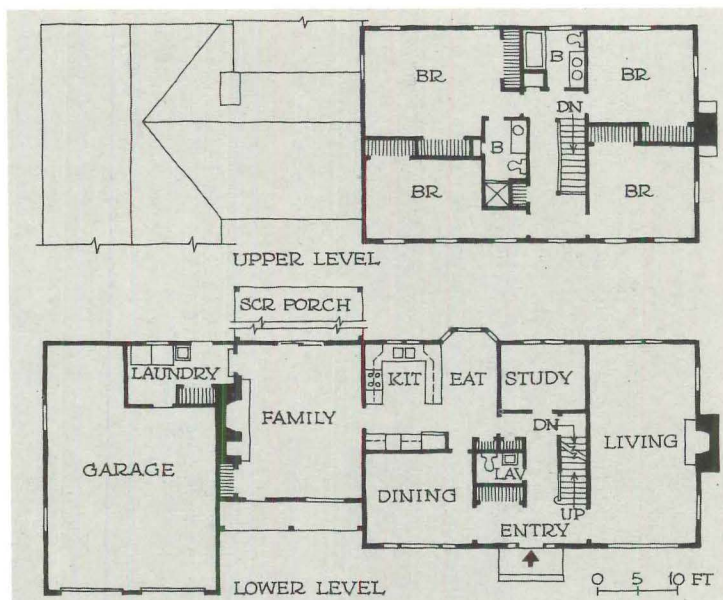 BR
B
BR
DN
B
BR
BR
UPPER LEVEL
SCR PORCH
LAUNDRY
KIT
EAT
STUDY
FAMILY
DN
LIVING
GARAGE
LAV
DINING
UP
ENTRY
LOWER LEVEL
0 5 10 FT